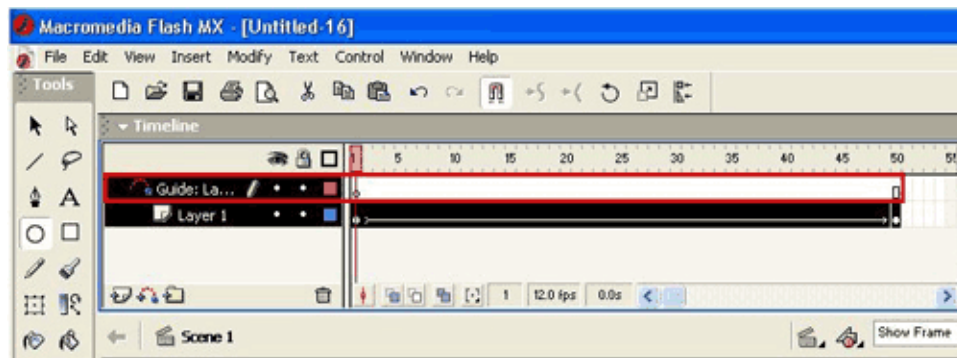 Macromedia Flash MX - [Untitled-16]
File Edit View Insert Modify Text Control Window Help
Tools
Timeline
1 5 10 15 20 25 30 35 40 45 50
Guide: La...
Layer 1
1 12.0 fps 0.0s
Scene 1
Show Frame